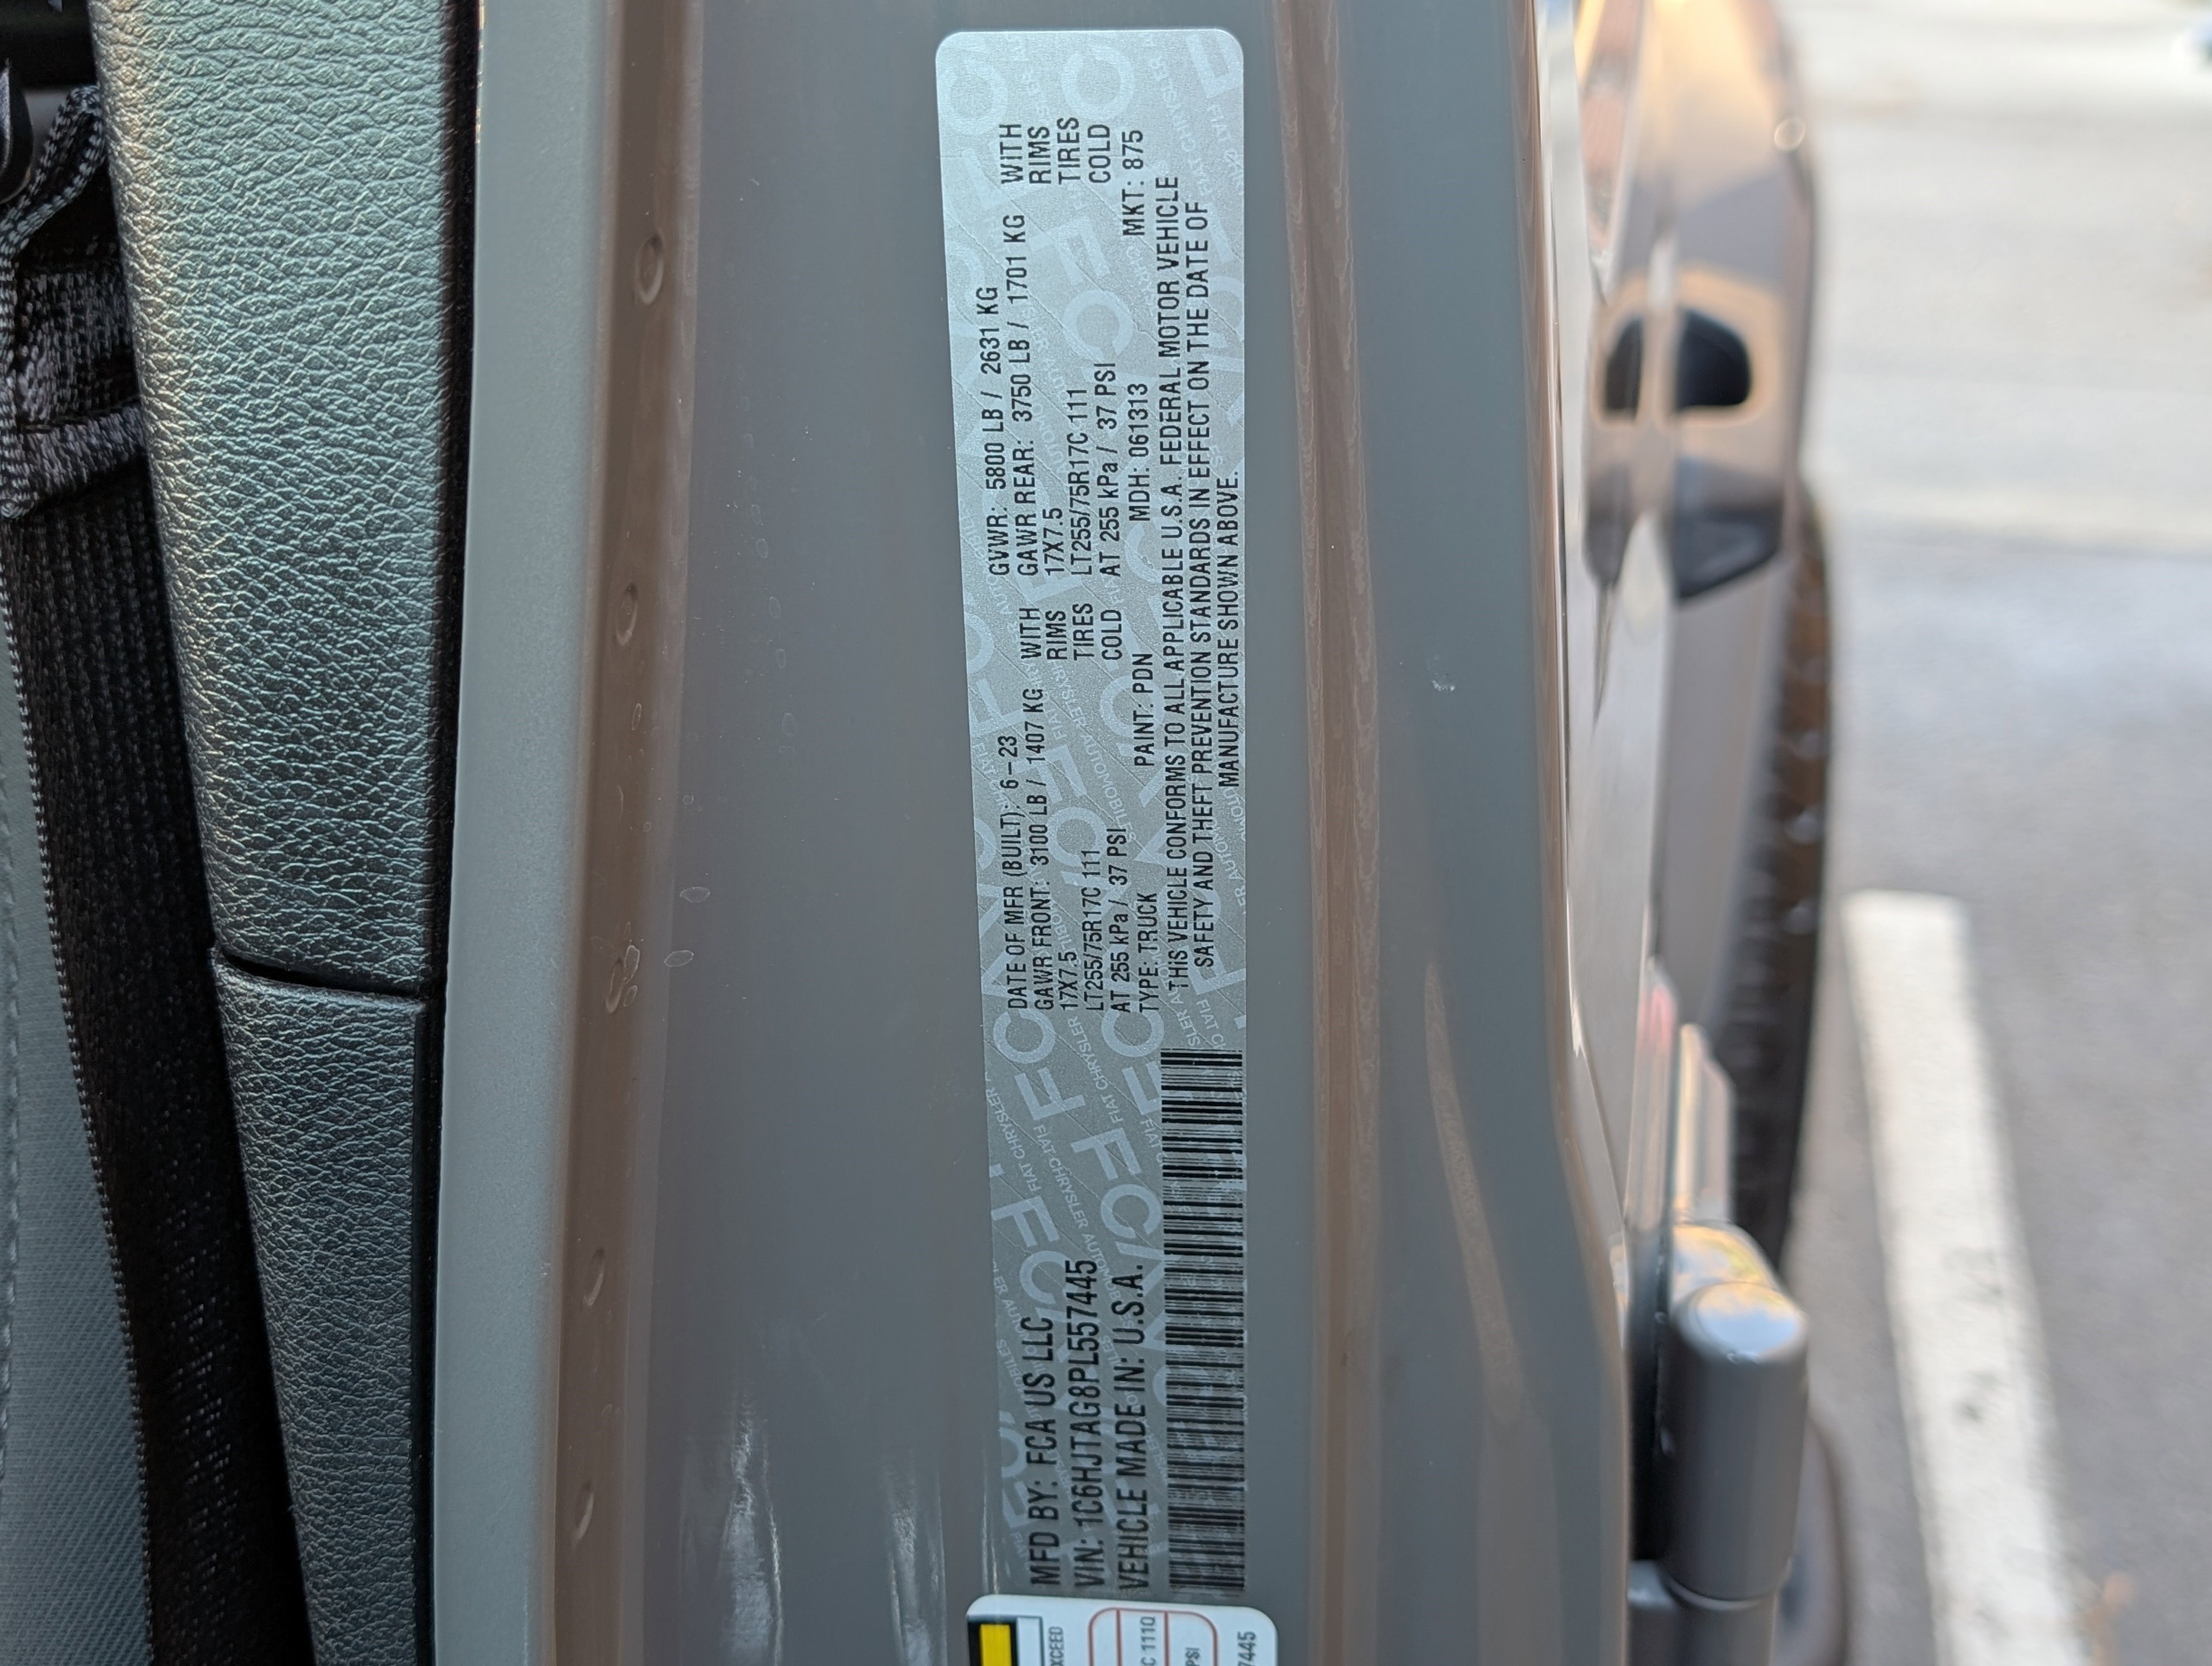 MFD BY: FCA US LLC
VIN: 1C6HJTAG8PL557445
VEHICLE MADE IN: U.S.A.
DATE OF MFR (BUILT): 6-23
GAWR FRONT: 3100 LB / 1407 KG WITH
17X7.5 RIMS
LT255/75R17C 111 TIRES
AT 255 kPa / 37 PSI COLD
GVWR: 5800 LB / 2631 KG
GAWR REAR: 3750 LB / 1701 KG WITH
17X7.5 RIMS
LT255/75R17C 111 TIRES
AT 255 kPa / 37 PSI COLD
TYPE: TRUCK PAINT: PDN MDH: 061313 MKT: 875
THIS VEHICLE CONFORMS TO ALL APPLICABLE U.S.A. FEDERAL MOTOR VEHICLE
SAFETY AND THEFT PREVENTION STANDARDS IN EFFECT ON THE DATE OF
MANUFACTURE SHOWN ABOVE.
XCEED
C 111Q
PSI
7445